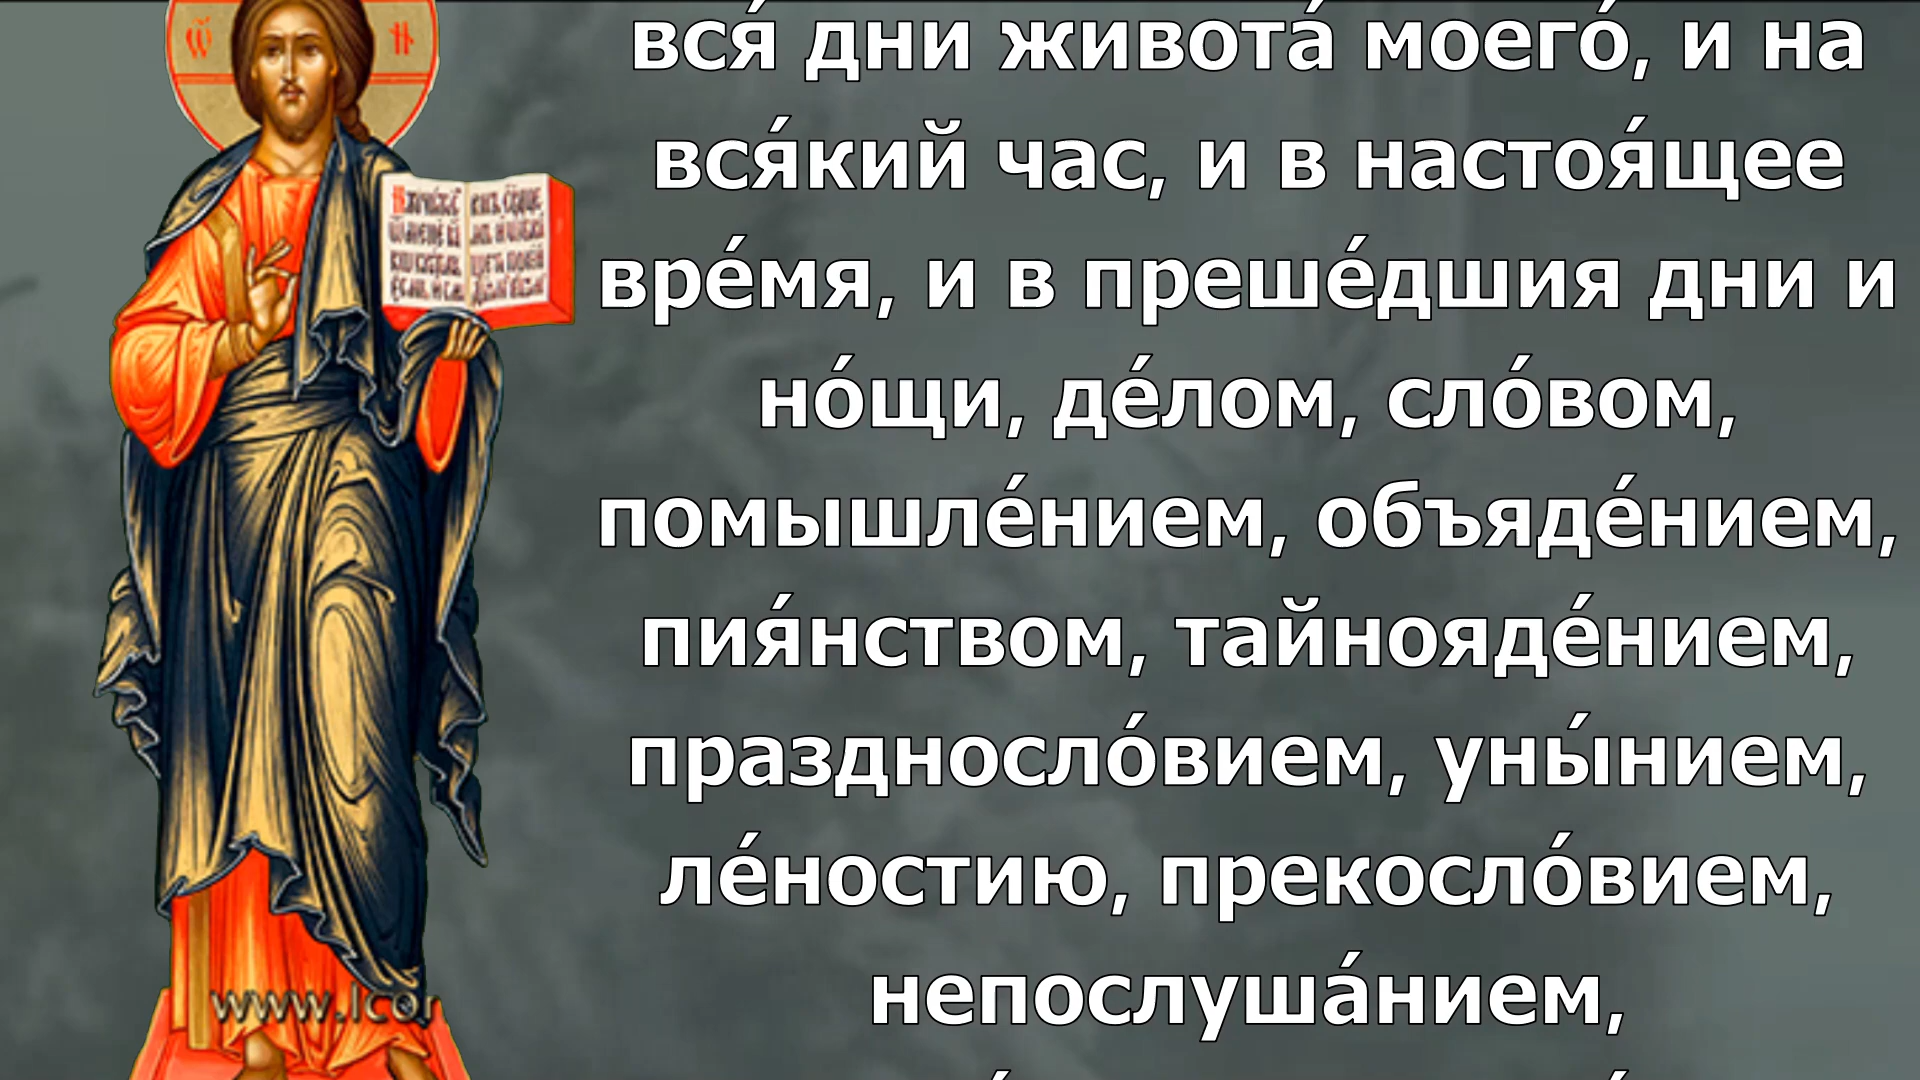 вся́ дни живота́ моего́, и на
вся́кий час, и в настоя́щее
вре́мя, и в преше́дшия дни и
но́щи, де́лом, сло́вом,
помышле́нием, объяде́нием,
пия́нством, тайнояде́нием,
празднсло́вием, уны́нием,
ле́ностию, прекосло́вием,
непослуша́нием,
www.Icon